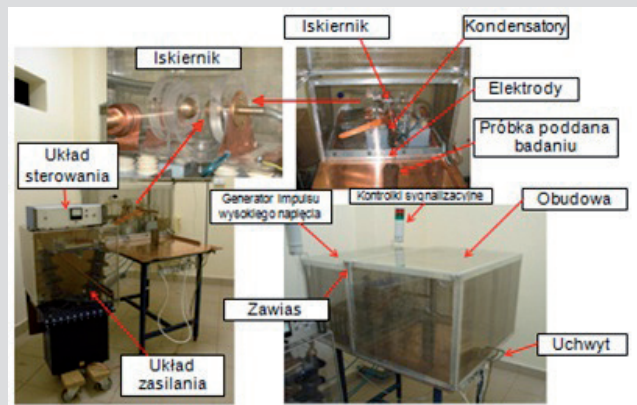 Iskiernik
Kondensatory
Iskiernik
Elektrody
Próbka poddana
badaniu
Układ
sterowania
Generator impulsu
wysokiego napięcia
Kontrolki sygnalizacyjne
Obudowa
Zawias
Uchwyt
Układ
zasilania